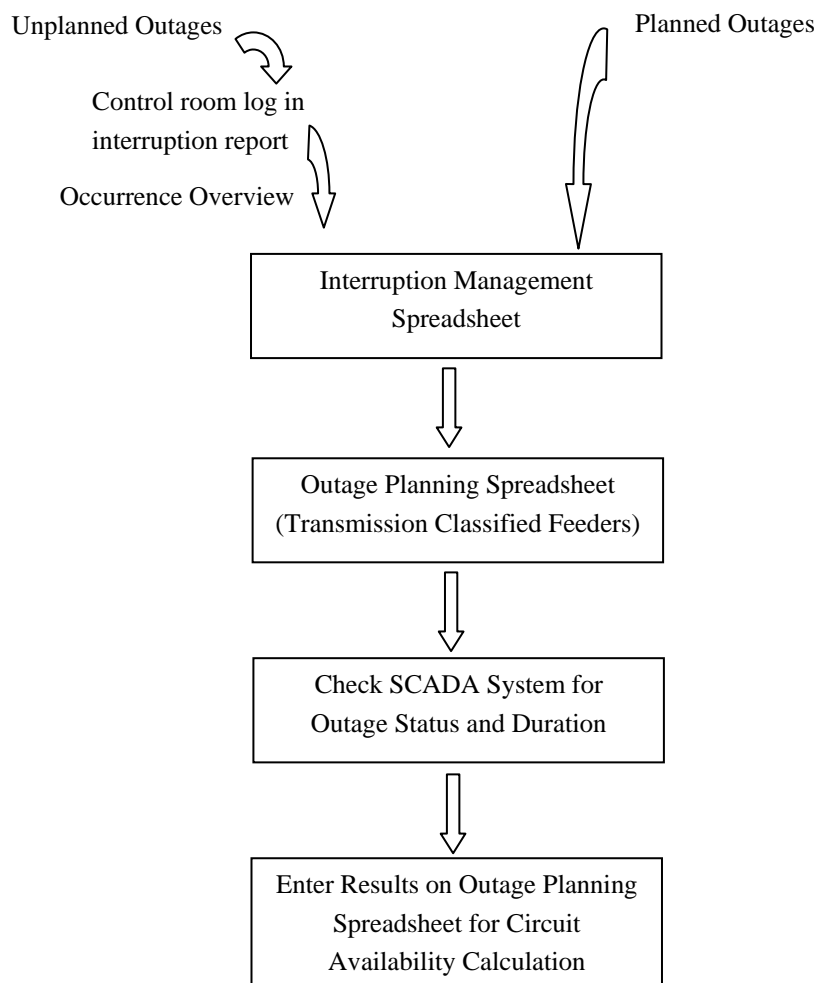 Unplanned Outages
Planned Outages
Control room log in
interruption report
Occurrence Overview
Interruption Management
Spreadsheet
Outage Planning Spreadsheet
(Transmission Classified Feeders)
Check SCADA System for
Outage Status and Duration
Enter Results on Outage Planning
Spreadsheet for Circuit
Availability Calculation